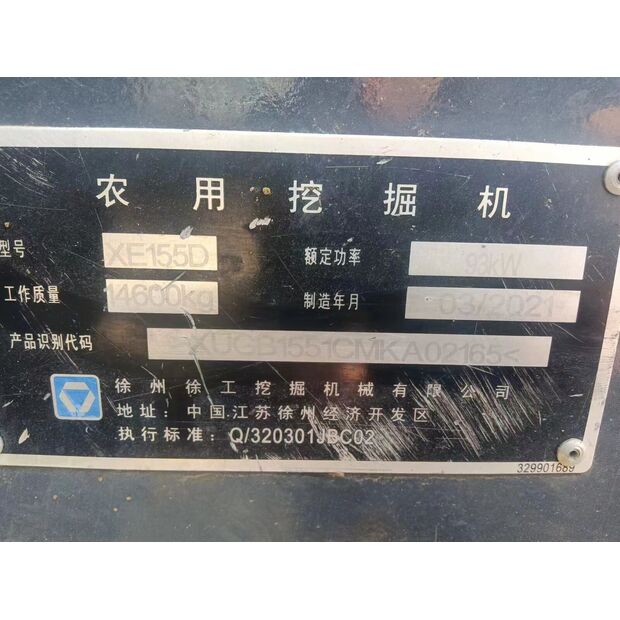 农用挖掘机
型号 XE155D 额定功率
工作质量 14600kg 制造年月 03/2021
产品识别代码
徐州徐工挖掘机械有限公司
地址：中国.江苏徐州经济开发区
执行标准：Q/320301JBC02
329901689